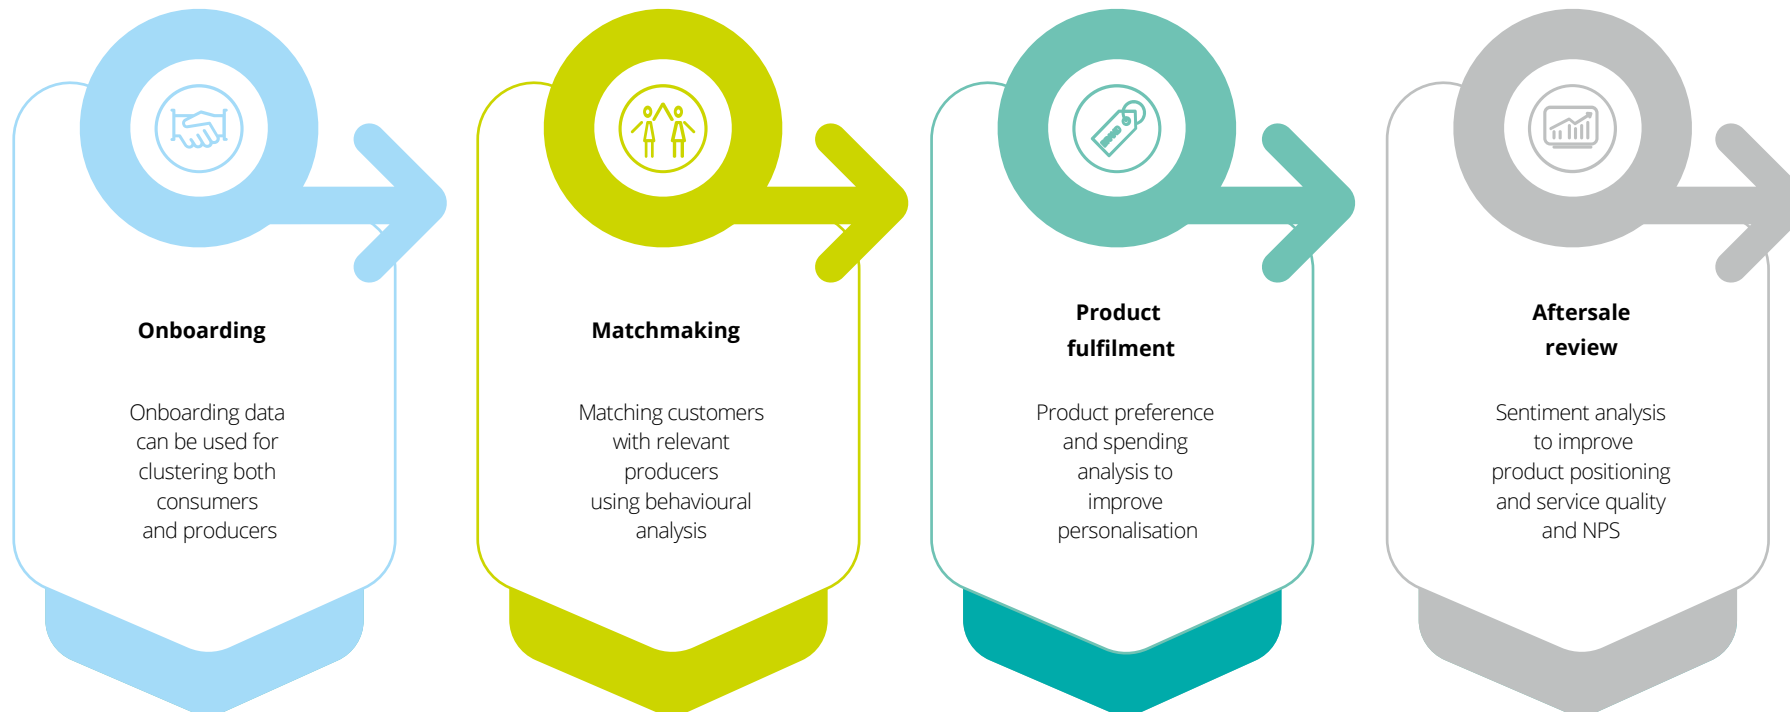 Onboarding
Onboarding data
can be used for
clustering both
consumers
and producers
Matchmaking
Matching customers
with relevant
producers
using behavioural
analysis
Product
fulfilment
Product preference
and spending
analysis to
improve
personalisation
Aftersale
review
Sentiment analysis
to improve
product positioning
and service quality
and NPS